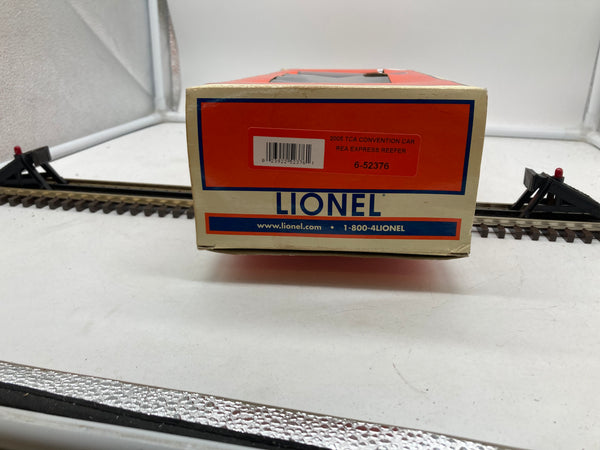 2005 TCA CONVENTION CAR
REA EXPRESS REEFER
6-52376
LIONEL
www.lionel.com • 1-800-4LIONEL